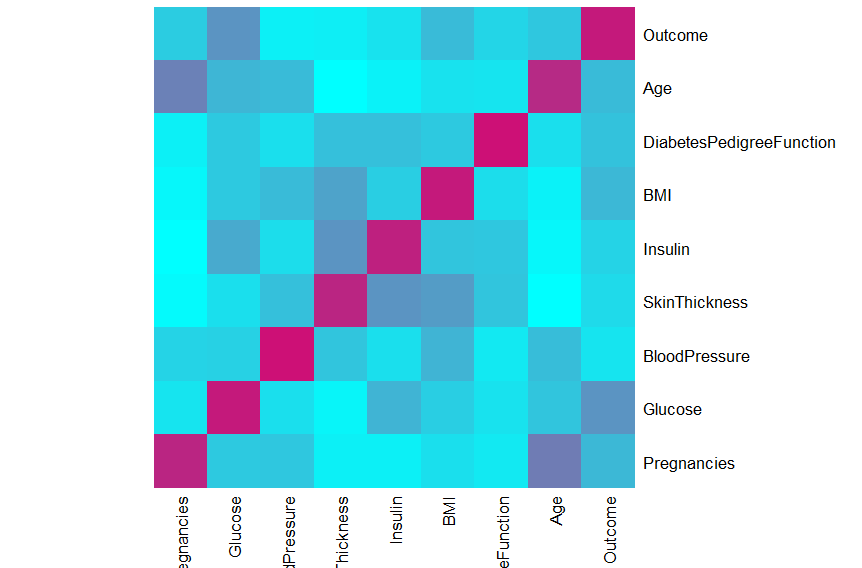 Outcome
Age
DiabetesPedigreeFunction
BMI
Insulin
SkinThickness
BloodPressure
Glucose
Pregnancies
egnancies
Glucose
dPressure
Thickness
Insulin
BMI
eFunction
Age
Outcome